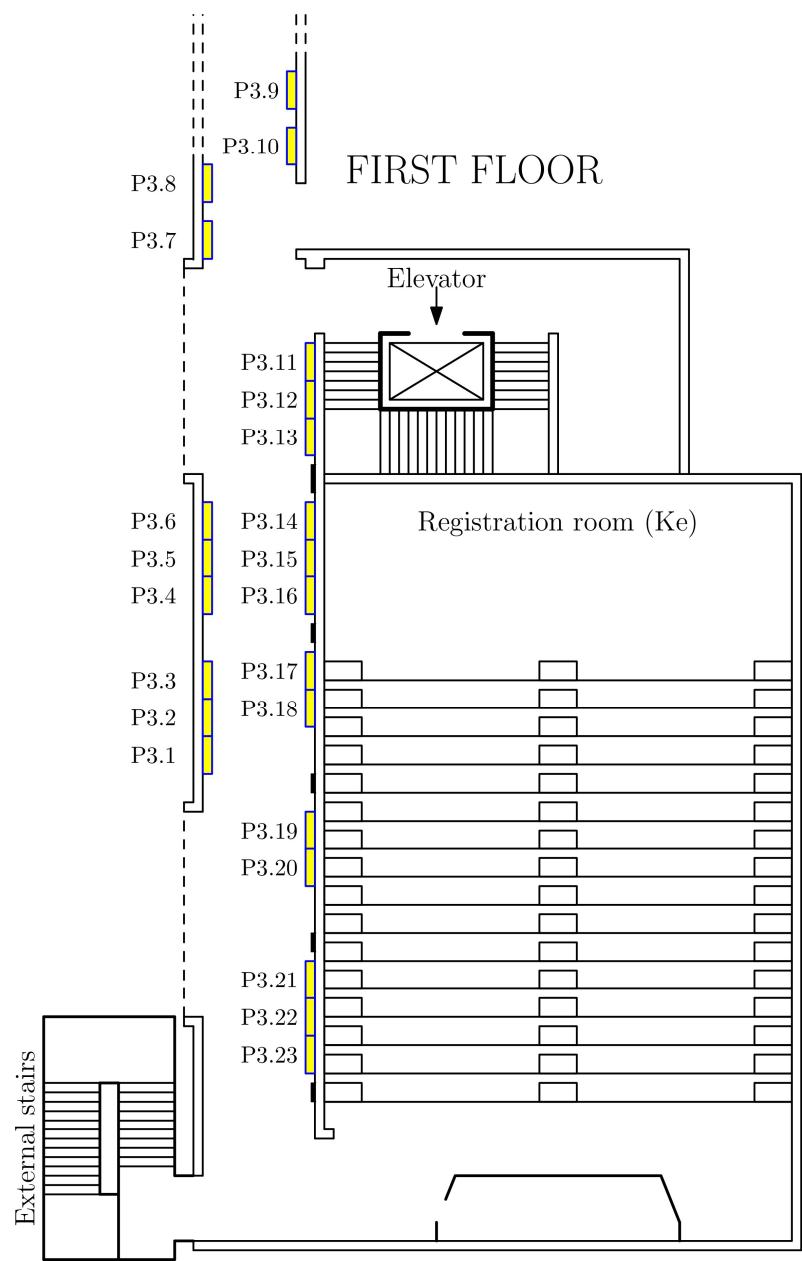 P3.9
P3.10
FIRST FLOOR
P3.8
P3.7
Elevator
P3.11
P3.12
P3.13
P3.6
P3.14
Registration room (Ke)
P3.5
P3.15
P3.4
P3.16
P3.17
P3.3
P3.18
P3.2
P3.1
P3.19
P3.20
P3.21
P3.22
P3.23
External stairs